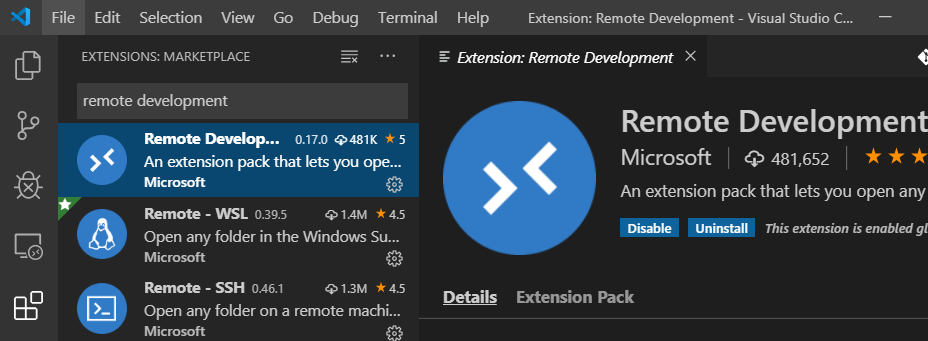 File Edit Selection View Go Debug Terminal Help Extension: Remote Development - Visual Studio C...
EXTENSIONS: MARKETPLACE
remote development
Remote Develop... 0.17.0 481K 5
An extension pack that lets you ope...
Microsoft
Remote - WSL 0.39.5 1.4M 4.5
Open any folder in the Windows Su...
Microsoft
Remote - SSH 0.46.1 1.3M 4.5
Open any folder on a remote machi...
Microsoft
Extension: Remote Development
Remote Development
Microsoft 481,652
An extension pack that lets you open any
Disable Uninstall This extension is enabled gl
Details Extension Pack